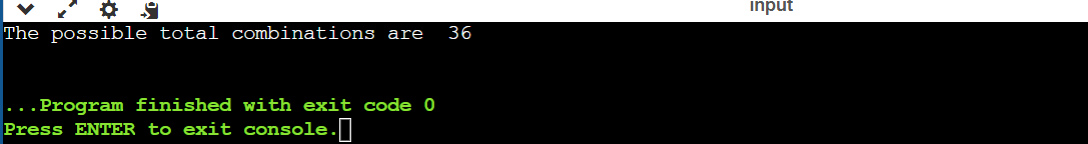 input
The possible total combinations are  36
...Program finished with exit code 0
Press ENTER to exit console.